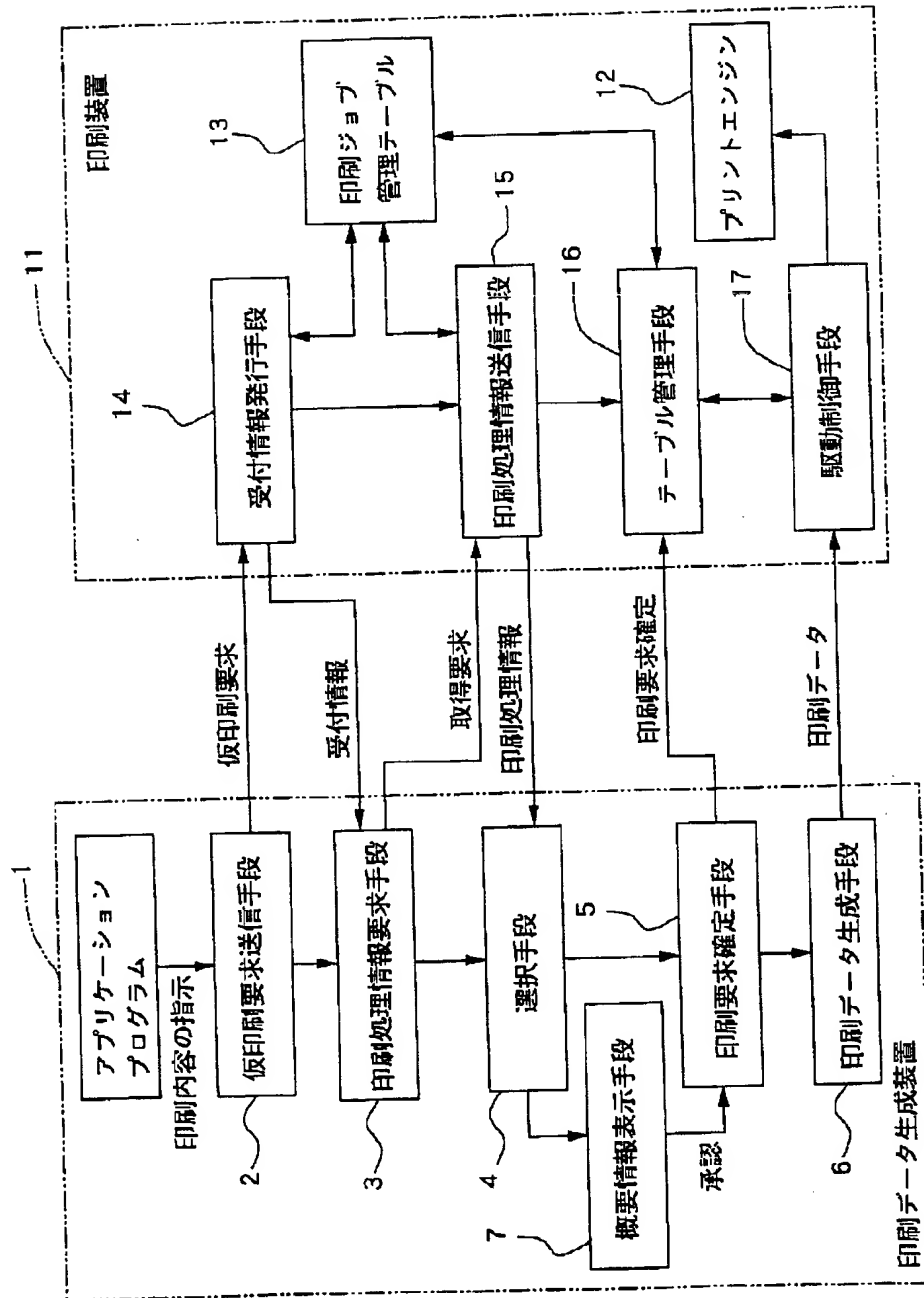 1
アプリケーション
プログラム
印刷内容の指示
仮印刷要求送信手段
2
印刷処理情報要求手段
3
選択手段
4
概要情報表示手段
7
承認
印刷要求確定手段
5
印刷データ生成手段
6
印刷データ生成装置
仮印刷要求
受付情報
取得要求
印刷処理情報
印刷要求確定
印刷データ
11
印刷装置
受付情報発行手段
14
印刷ジョブ
管理テーブル
13
印刷処理情報送信手段
15
テーブル管理手段
16
駆動制御手段
17
プリントエンジン
12